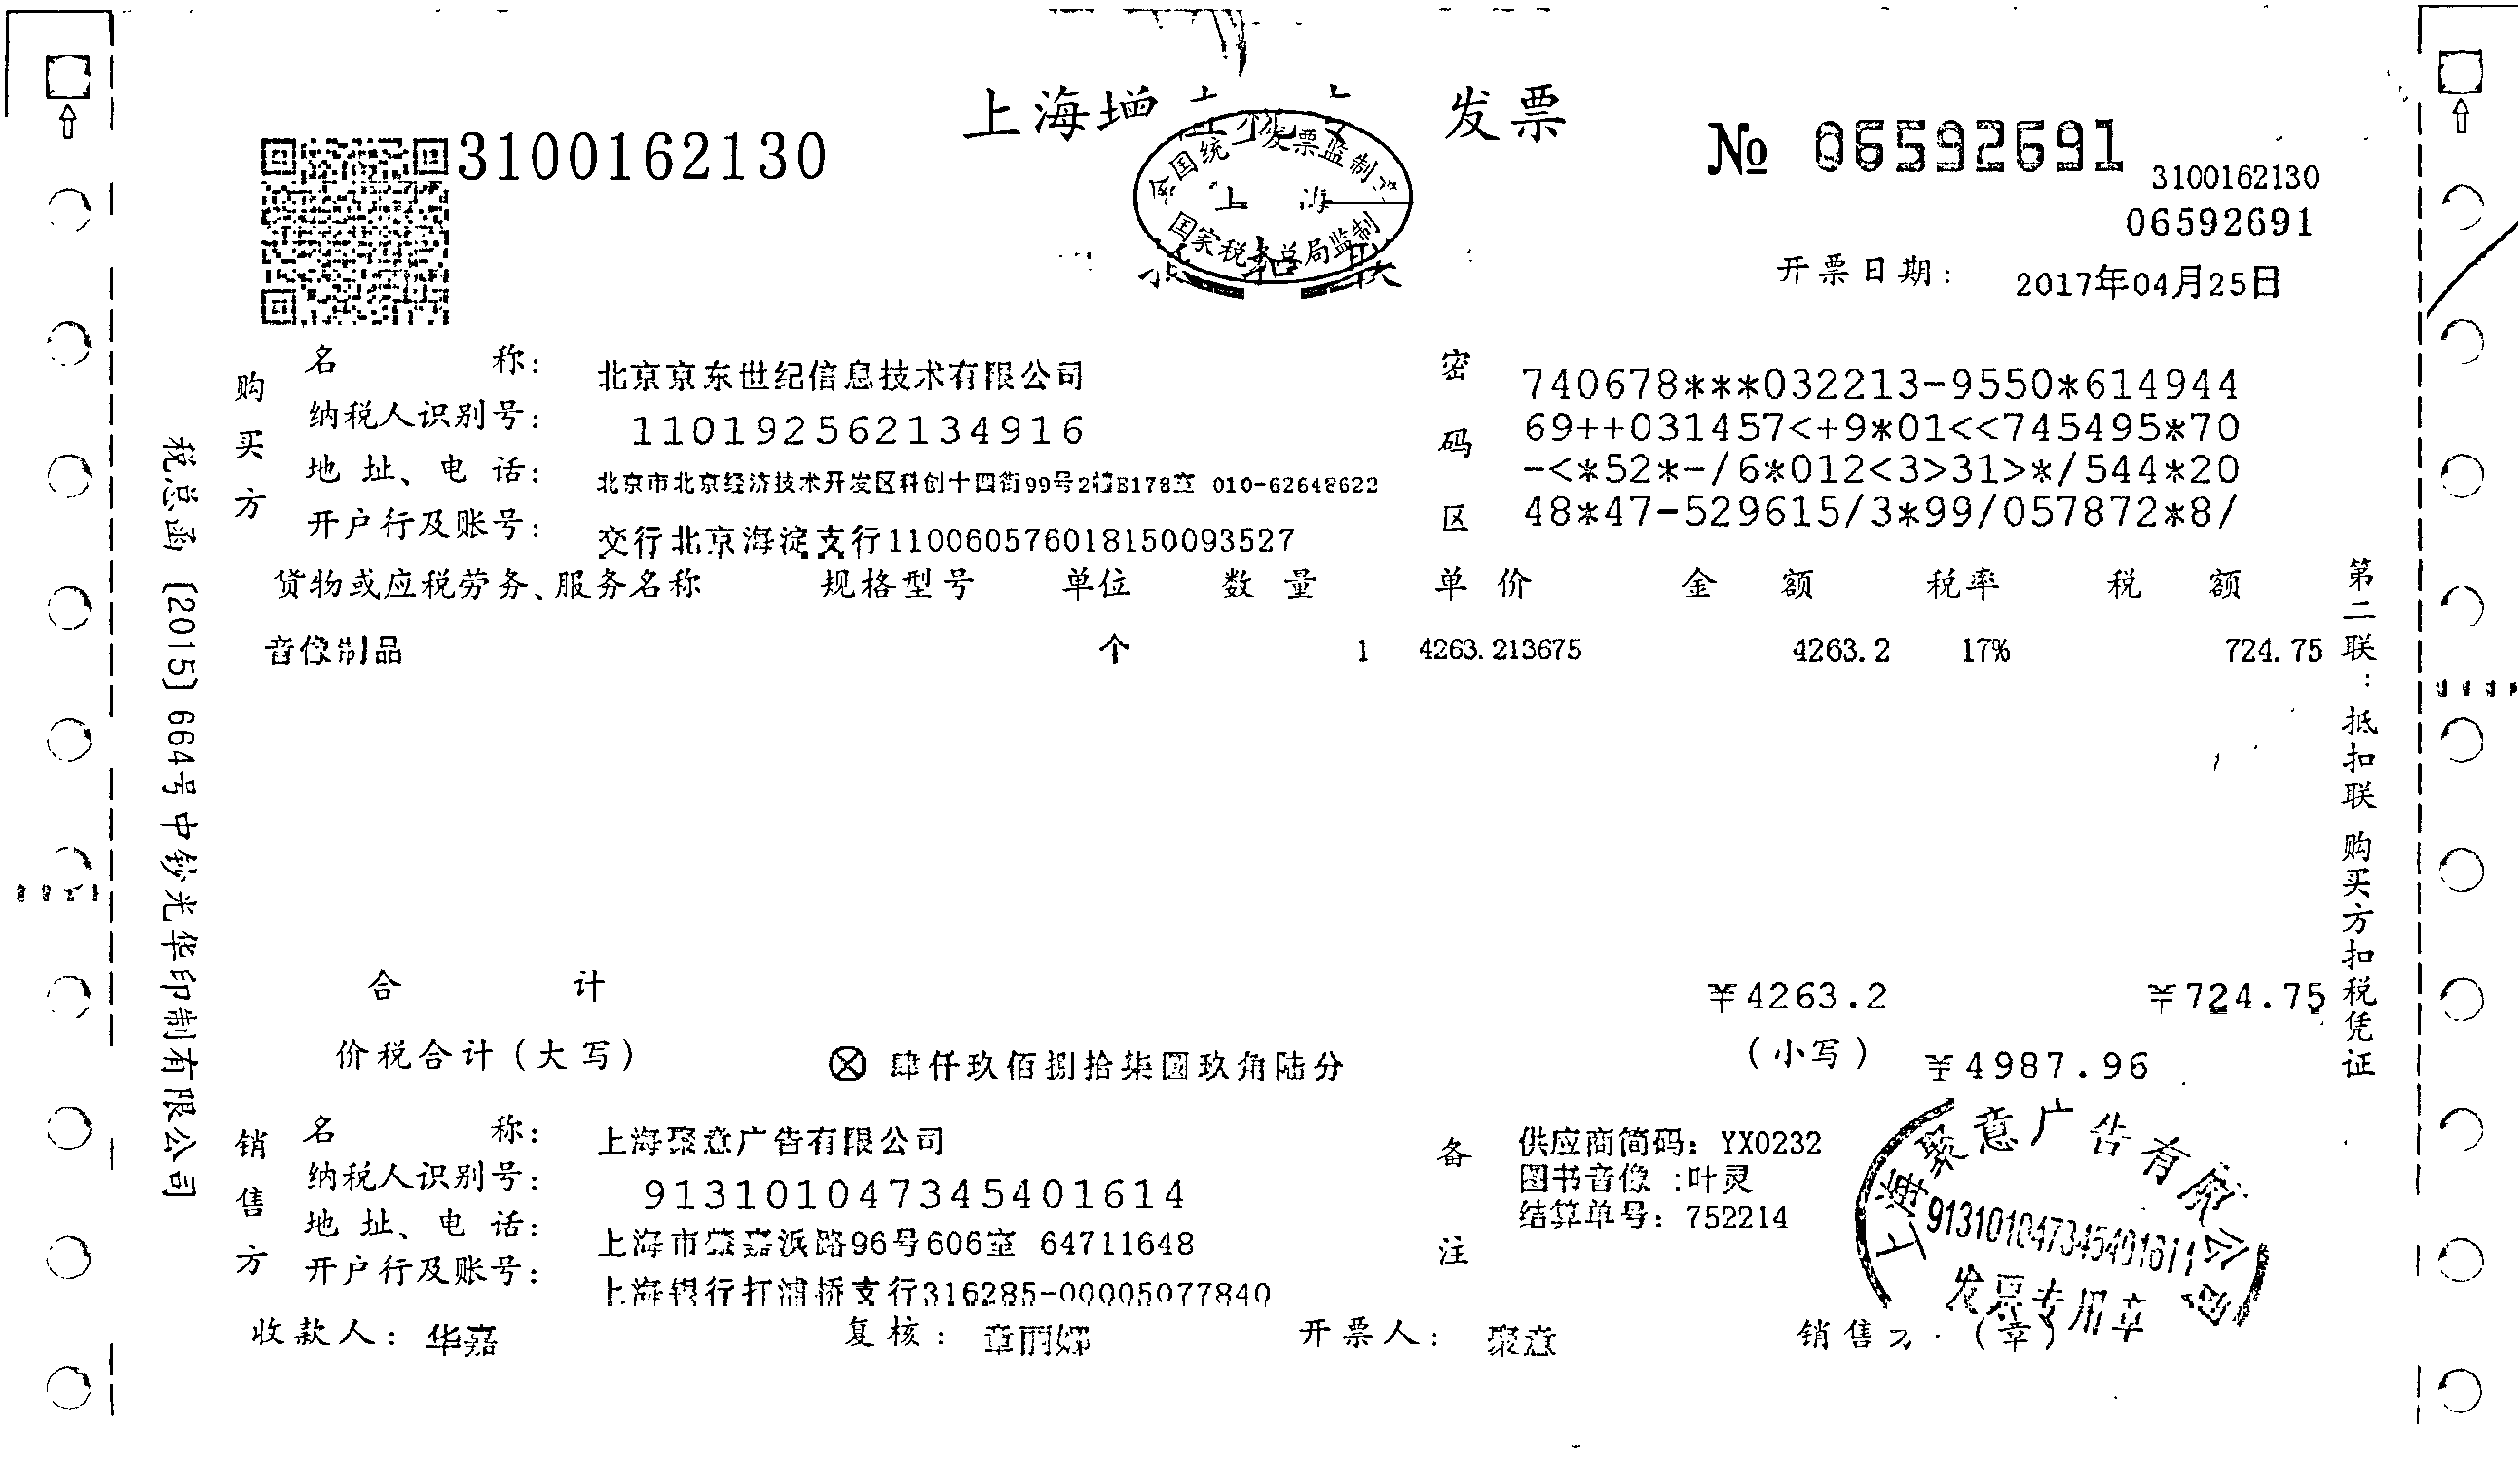 上海增 发票
3100162130
№ 06592691
3100162130
06592691
全国统一发票监制章
上海
国家税务总局监制
抵扣联
开票日期： 2017年04月25日
购买方
名 称： 北京京东世纪信息技术有限公司
纳税人识别号： 110192562134916
地 址、电 话： 北京市北京经济技术开发区科创十四街99号2幢B178室 010-62648622
开户行及账号： 交行北京海淀支行110060576018150093527
密码区
740678***032213-9550*614944
69++031457<+9*01<<745495*70
-<*52*-/6*012<3>31>*/544*20
48*47-529615/3*99/057872*8/
货物或应税劳务、服务名称 规格型号 单位 数 量 单 价 金 额 税率 税 额
音像制品 个 1 4263.213675 4263.2 17% 724.75
合 计 ￥4263.2 ￥724.75
价税合计（大写） ⊗ 肆仟玖佰捌拾柒圆玖角陆分 （小写） ￥4987.96
销售方
名 称： 上海聚意广告有限公司
纳税人识别号： 913101047345401614
地 址、电 话： 上海市肇嘉浜路96号606室 64711648
开户行及账号： 上海银行打浦桥支行316285-00005077840
备注
供应商简码：YX0232
图书音像 :叶灵
结算单号：752214
收款人：华嘉 复核： 开票人：聚意 销售方：（章）
上海聚意广告有限公司
发票专用章
税总函〔2015〕664号中钞光华印制有限公司
第二联：抵扣联 购买方扣税凭证